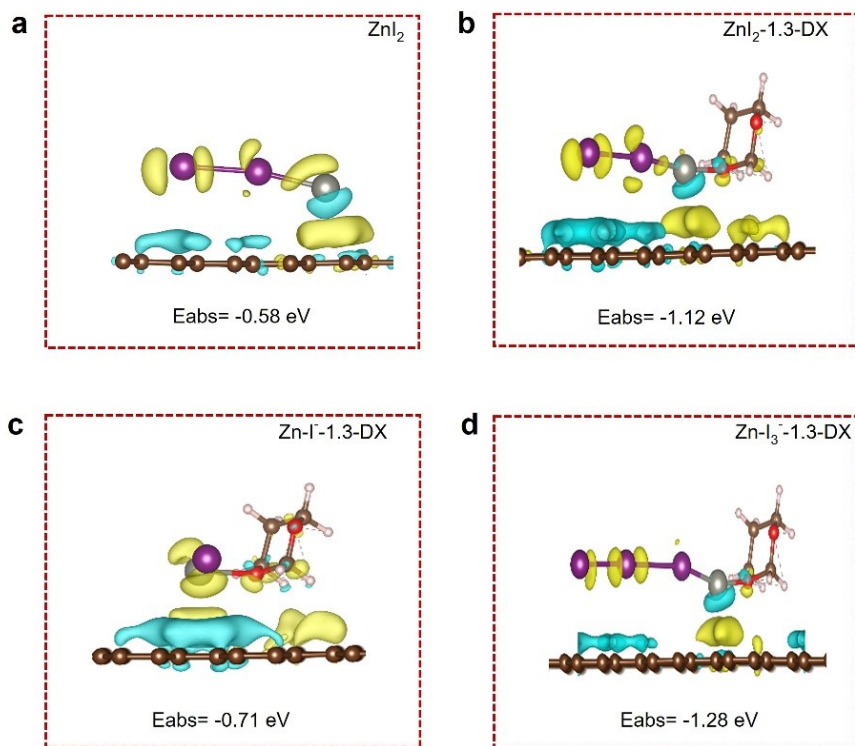 a
ZnI₂
Eabs= -0.58 eV
b
ZnI₂-1.3-DX
Eabs= -1.12 eV
c
Zn-I⁻-1.3-DX
Eabs= -0.71 eV
d
Zn-I₃⁻-1.3-DX
Eabs= -1.28 eV